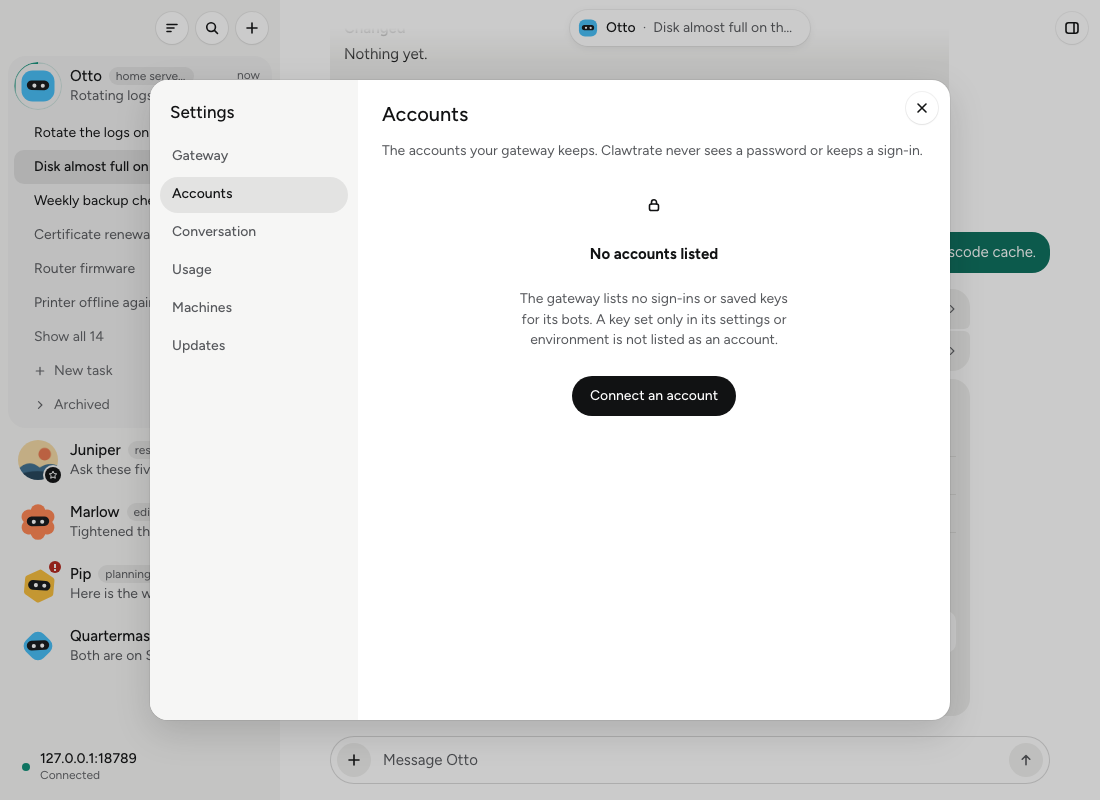 Otto · Disk almost full on th...
Changed
Nothing yet.
Otto home serve... now
Rotating logs
Rotate the logs on
Disk almost full on
Weekly backup che
Certificate renewa
Router firmware
Printer offline again
Show all 14
New task
Archived
Juniper res
Ask these five
Marlow edi
Tightened th
Pip planning
Here is the w
Quartermas
Both are on S
127.0.0.1:18789
Connected
Settings
Gateway
Accounts
Conversation
Usage
Machines
Updates
Accounts
The accounts your gateway keeps. Clawtrate never sees a password or keeps a sign-in.
No accounts listed
The gateway lists no sign-ins or saved keys
for its bots. A key set only in its settings or
environment is not listed as an account.
Connect an account
scode cache.
Message Otto